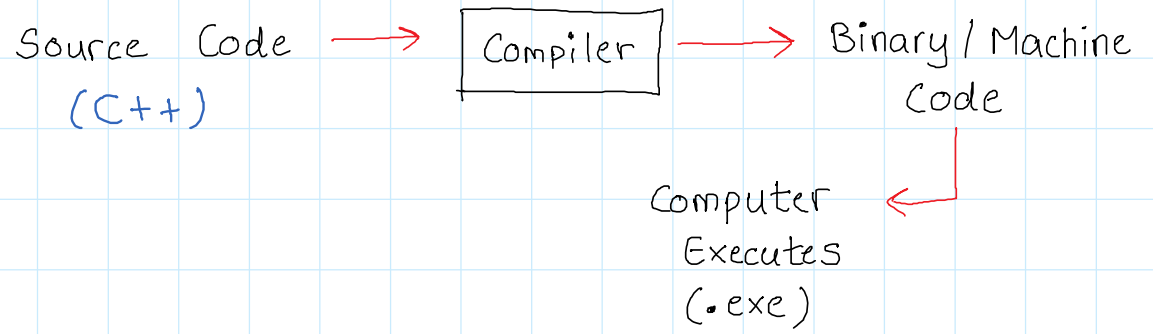 Source Code
(C++)
Compiler
Binary / Machine
Code
Computer
Executes
(.exe)